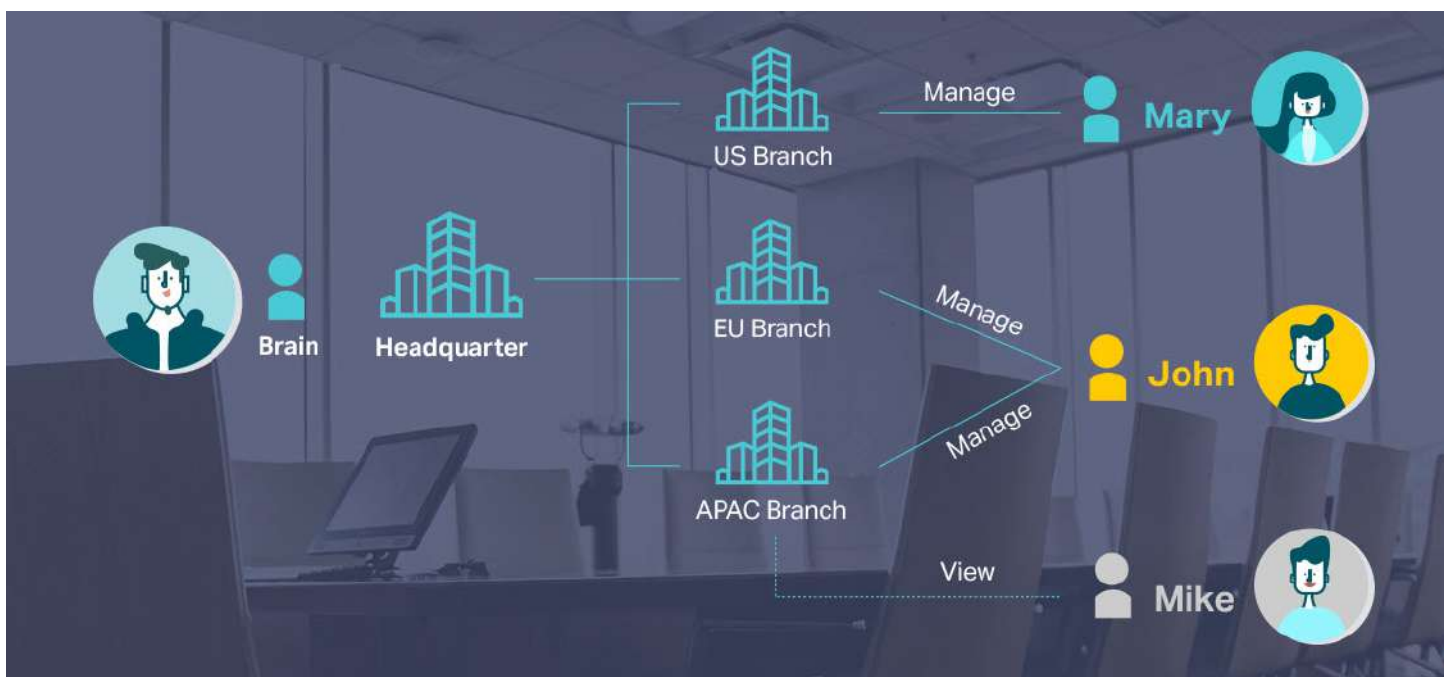 Manage
Mary
US Branch
Brain
Headquarter
EU Branch
Manage
John
Manage
APAC Branch
View
Mike